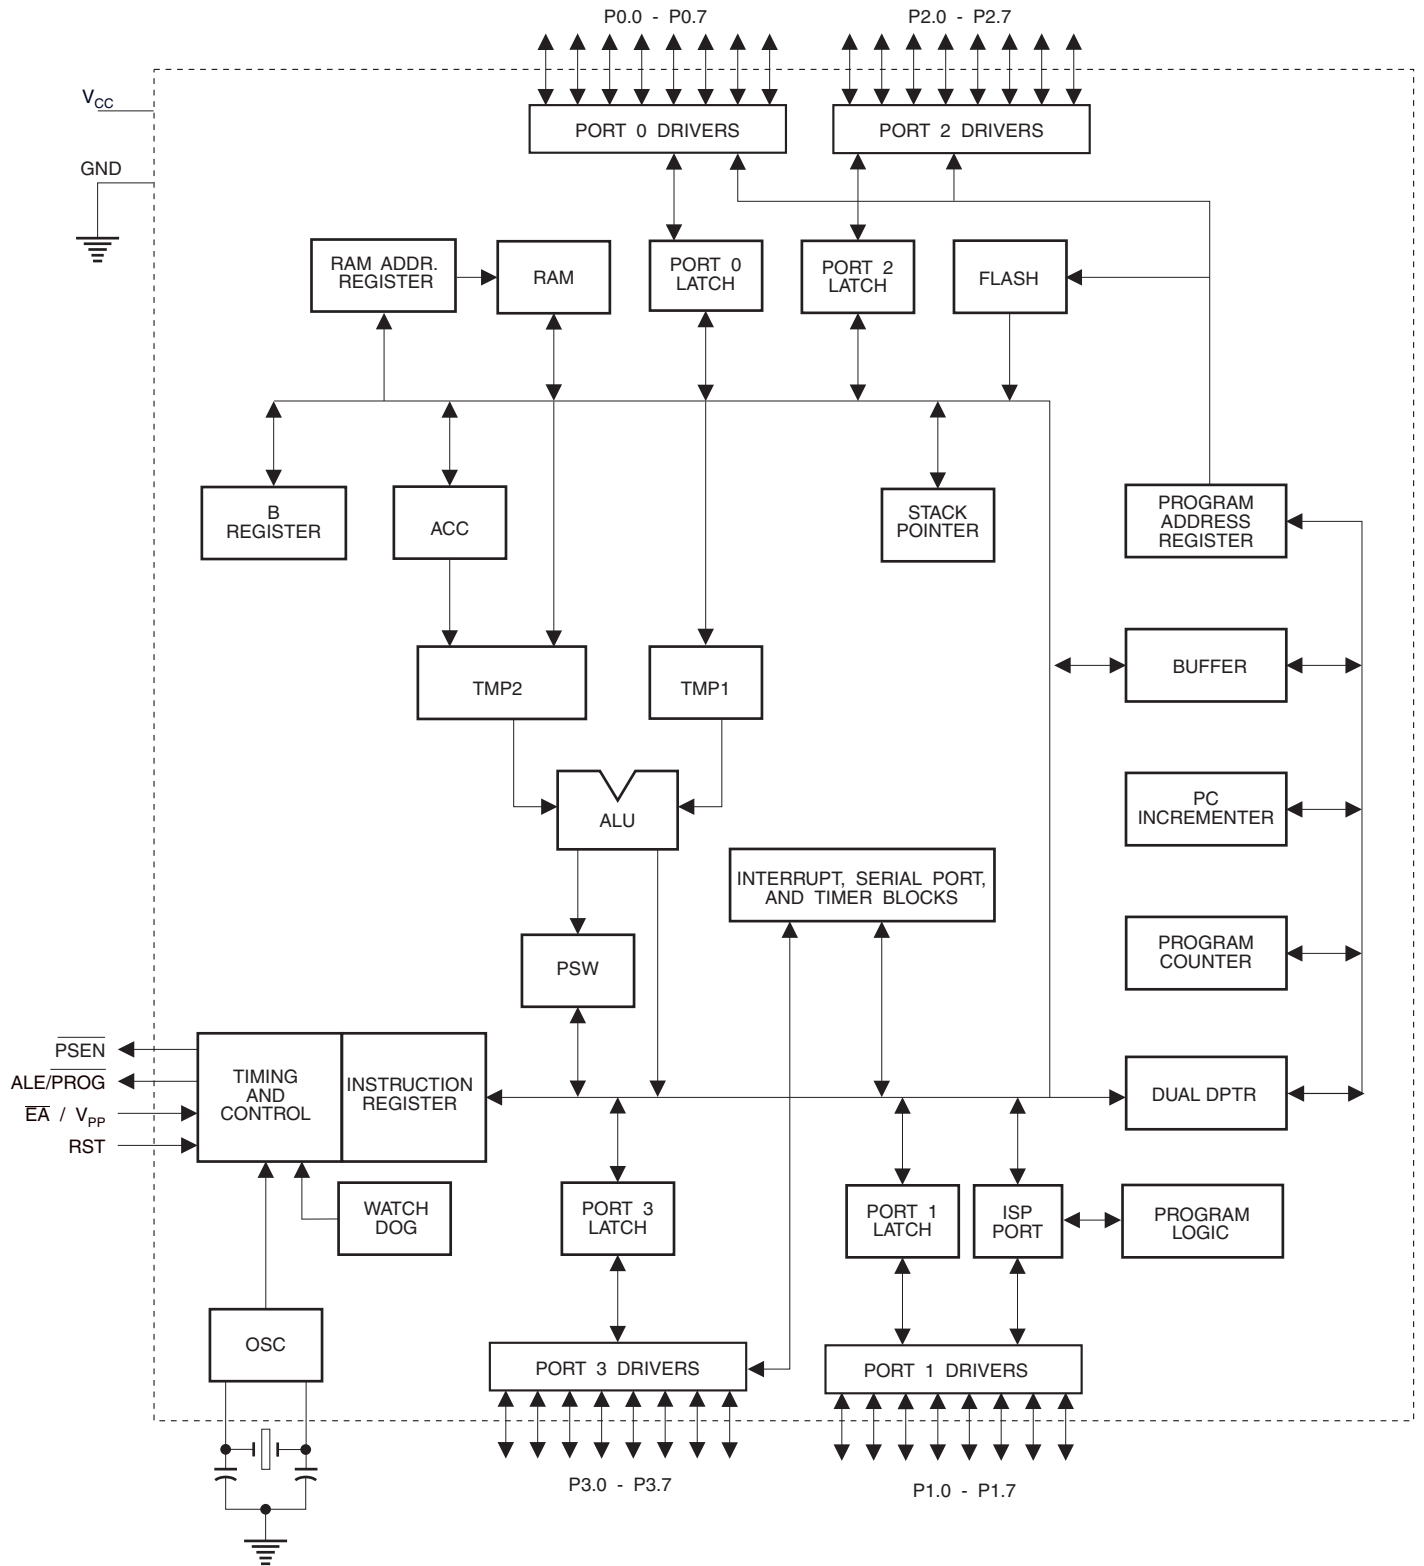 P0.0 - P0.7
P2.0 - P2.7
VCC
PORT 0 DRIVERS
PORT 2 DRIVERS
GND
RAM ADDR.
REGISTER
RAM
PORT 0
LATCH
PORT 2
LATCH
FLASH
B
REGISTER
ACC
STACK
POINTER
PROGRAM
ADDRESS
REGISTER
TMP2
TMP1
BUFFER
ALU
PC
INCREMENTER
INTERRUPT, SERIAL PORT,
AND TIMER BLOCKS
PSW
PROGRAM
COUNTER
PSEN
ALE/PROG
EA / VPP
RST
TIMING
AND
CONTROL
INSTRUCTION
REGISTER
DUAL DPTR
WATCH
DOG
PORT 3
LATCH
PORT 1
LATCH
ISP
PORT
PROGRAM
LOGIC
OSC
PORT 3 DRIVERS
PORT 1 DRIVERS
P3.0 - P3.7
P1.0 - P1.7